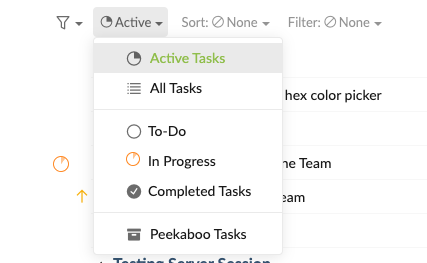 Active Sort: None Filter: None
Active Tasks
All Tasks
hex color picker
To-Do
In Progress
ne Team
Completed Tasks
eam
Peekaboo Tasks
Testing Server Session